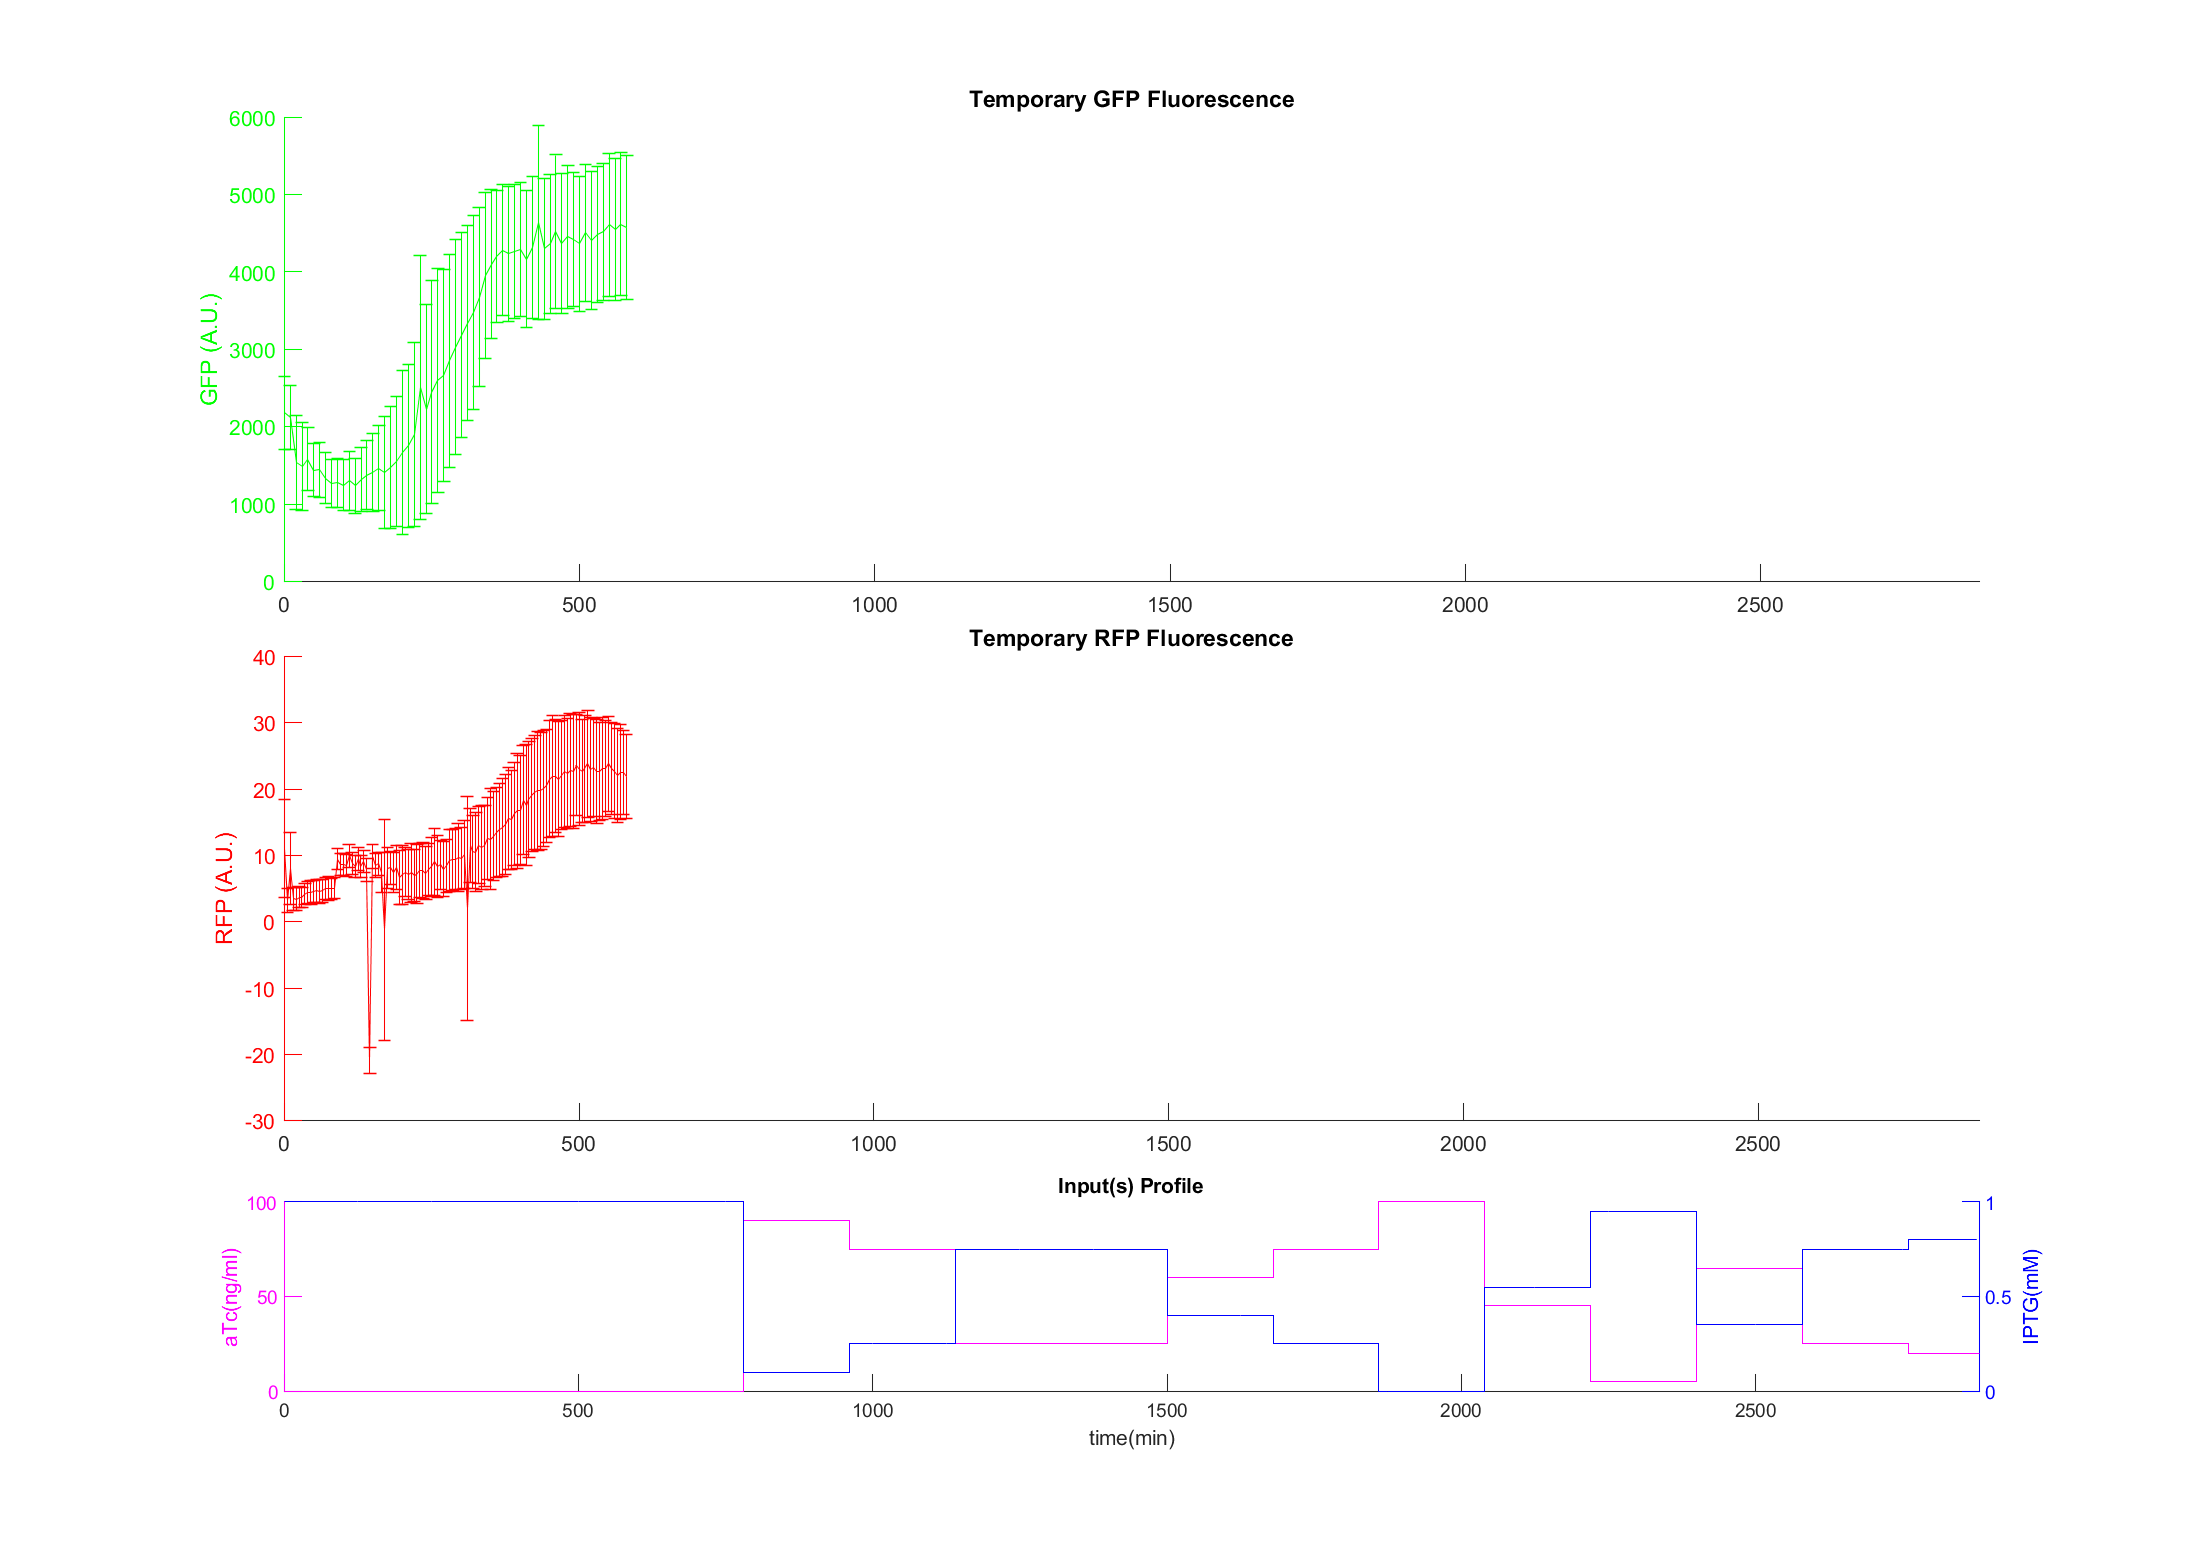 Temporary GFP Fluorescence
GFP (A.U.)
6000
5000
4000
3000
2000
1000
0
0 500 1000 1500 2000 2500
Temporary RFP Fluorescence
RFP (A.U.)
40
30
20
10
0
-10
-20
-30
0 500 1000 1500 2000 2500
Input(s) Profile
aTc(ng/ml)
100
50
0
1
0.5
0
IPTG(mM)
0 500 1000 1500 2000 2500
time(min)